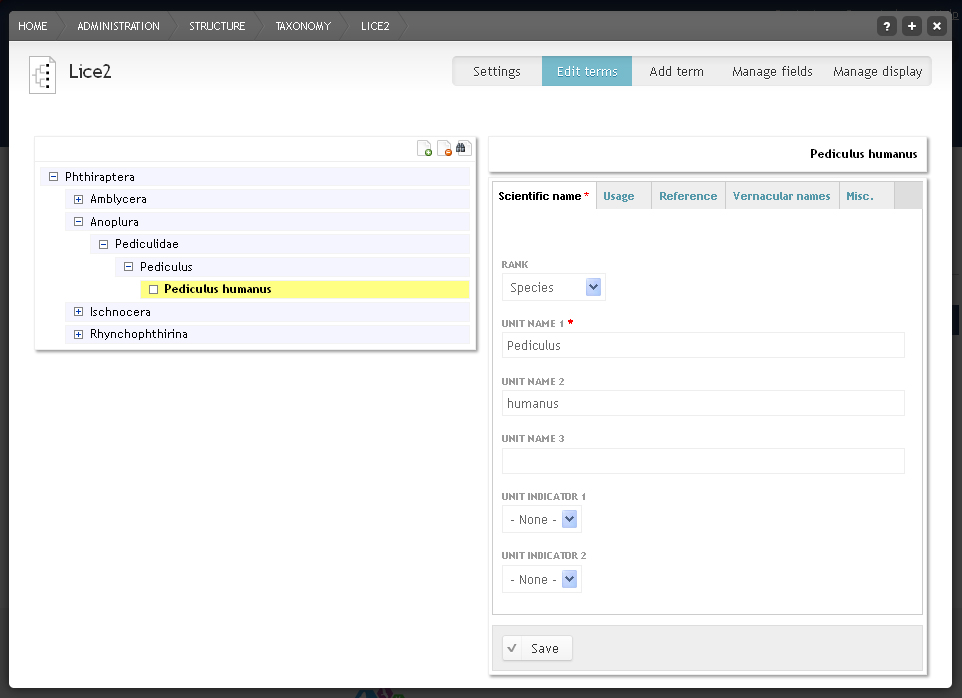 HOME ADMINISTRATION STRUCTURE TAXONOMY LICE2 ? + ×
Lice2
Settings Edit terms Add term Manage fields Manage display
Phthiraptera
Amblycera
Anoplura
Pediculidae
Pediculus
Pediculus humanus
Ischnocera
Rhynchophthirina
Pediculus humanus
Scientific name * Usage Reference Vernacular names Misc.
RANK
Species
UNIT NAME 1 *
Pediculus
UNIT NAME 2
humanus
UNIT NAME 3
UNIT INDICATOR 1
- None -
UNIT INDICATOR 2
- None -
Save